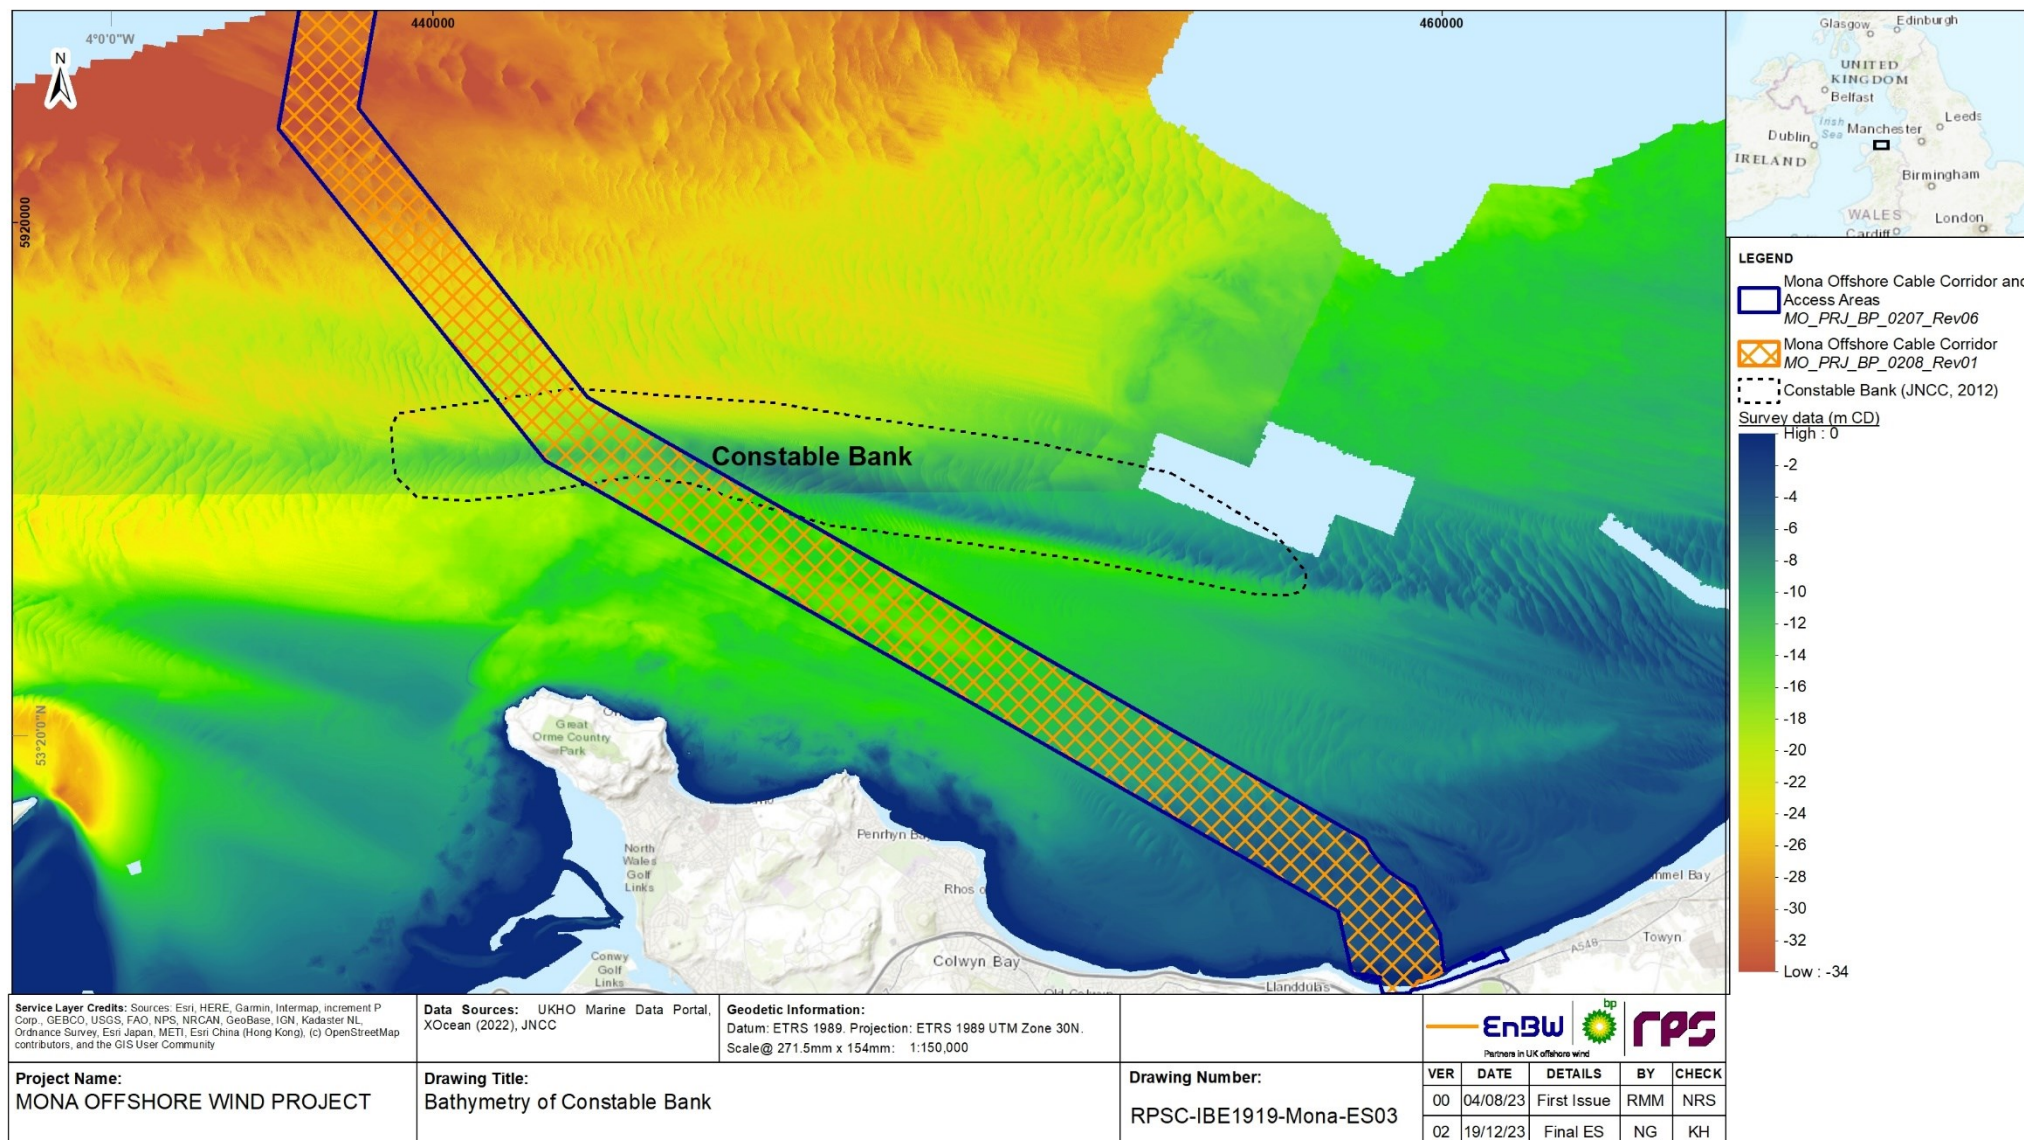 440000
460000
4°0'0"W
N
5920000
53°20'0"N
Constable Bank
Great
Orme Country
Park
North
Wales
Golf
Links
Penrhyn
Rhos
Conwy
Golf
Links
Colwyn Bay
Llanddulas
A548
Towyn
Bay
Glasgow
Edinburgh
UNITED
KINGDOM
Belfast
Irish
Sea
Leeds
Dublin
Manchester
IRELAND
Birmingham
WALES
London
Cardiff
LEGEND
Mona Offshore Cable Corridor and
Access Areas
MO_PRJ_BP_0207_Rev06
Mona Offshore Cable Corridor
MO_PRJ_BP_0208_Rev01
Constable Bank (JNCC, 2012)
Survey data (m CD)
High : 0
-2
-4
-6
-8
-10
-12
-14
-16
-18
-20
-22
-24
-26
-28
-30
-32
Low : -34
Service Layer Credits: Sources: Esri, HERE, Garmin, Intermap, increment P
Corp., GEBCO, USGS, FAO, NPS, NRCAN, GeoBase, IGN, Kadaster NL,
Ordnance Survey, Esri Japan, METI, Esri China (Hong Kong), (c) OpenStreetMap
contributors, and the GIS User Community
Data Sources: UKHO Marine Data Portal,
XOcean (2022), JNCC
Geodetic Information:
Datum: ETRS 1989. Projection: ETRS 1989 UTM Zone 30N.
Scale@ 271.5mm x 154mm: 1:150,000
EnBW
bp
rps
Partners in UK offshore wind
Project Name:
MONA OFFSHORE WIND PROJECT
Drawing Title:
Bathymetry of Constable Bank
Drawing Number:
RPSC-IBE1919-Mona-ES03
VER DATE DETAILS BY CHECK
00 04/08/23 First Issue RMM NRS
02 19/12/23 Final ES NG KH